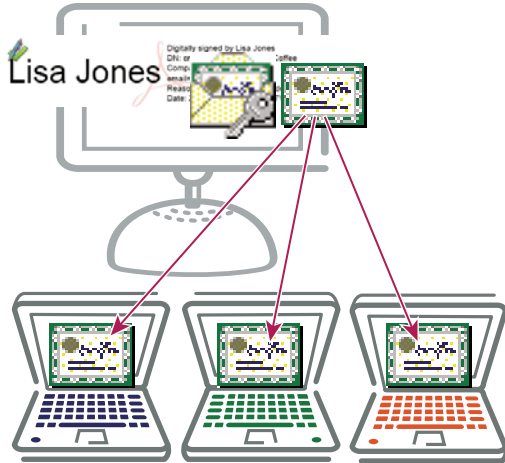 Lisa Jones
Digitally signed by Lisa Jones
DN:
Coffee
Comp
email
Reaso
Date: